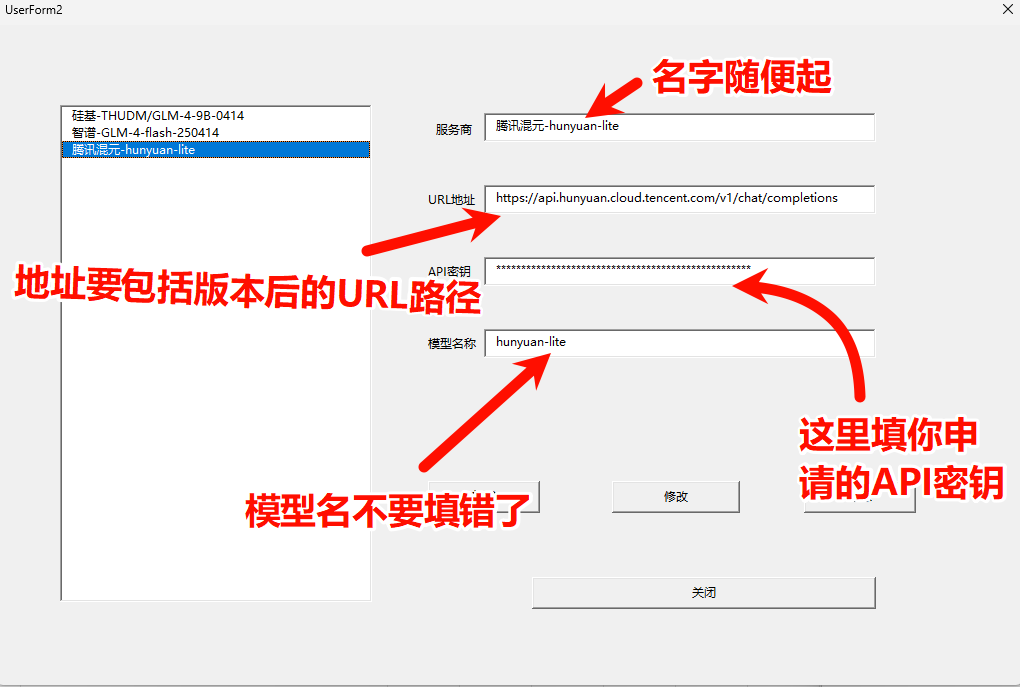 UserForm2
名字随便起
硅基-THUDM/GLM-4-9B-0414
智谱-GLM-4-flash-250414
腾讯混元-hunyuan-lite
服务商
腾讯混元-hunyuan-lite
URL地址
https://api.hunyuan.cloud.tencent.com/v1/chat/completions
地址要包括版本后的URL路径
API密钥
***************************************************
模型名称
hunyuan-lite
这里填你申
请的API密钥
模型名不要填错了
修改
关闭